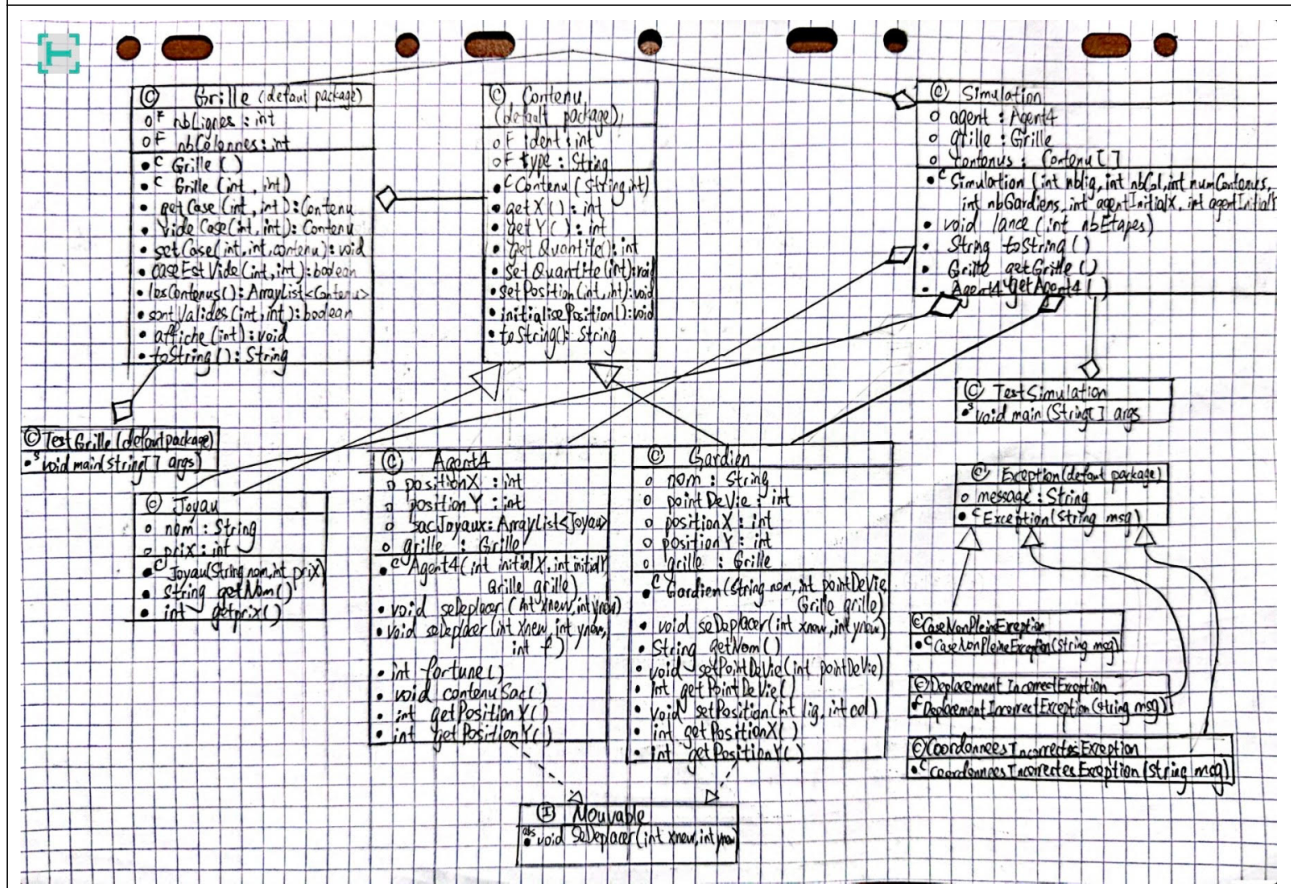 © Grille (defaut package)
o F nbLignes : int
o F nbColonnes : int
• C Grille ( )
• C Grille (int, int)
• getCase (int, int) : Contenu
• videCase (int, int) : Contenu
• setCase (int, int, contenu) : void
• caseEstVide (int, int) : boolean
• lesContenus() : ArrayList<Contenu>
• sontValides (int, int) : boolean
• affiche (int) : void
• toString () : String
© Contenu
(default package)
o F ident : int
o F type : String
• C Contenu (String int)
• getX () : int
• getY () : int
• getQuantite() : int
• setQuantite (int) : void
• setPosition (int, int) : void
• initialisePosition() : void
• toString() : String
© Simulation
o agent : Agent4
o grille : Grille
o contenus : Contenu [ ]
• C Simulation (int nblig, int nbCol, int numContenus,
int nbGardiens, int agentInitialX, int agentInitialY
• void lance (int nbEtapes)
• String toString ( )
• Grille getGrille ( )
• Agent4 getAgent4 ( )
© TestSimulation
• S void main (String[ ] args
© TestGrille (defaut package)
• S void main(String[ ] args)
© Joyau
o nom : String
o prix : int
• C Joyau(String nom, int prix)
• String getNom()
• int getprix()
© Agent4
o positionX : int
o positionY : int
o sacJoyaux : ArrayList<Joyau>
o grille : Grille
• C Agent4 (int initialX, int initialY
Grille grille)
• void seDeplacer (int xnew, int ynew)
• void seDeplacer (int xnew, int ynew,
int f)
• int fortune()
• void contenuSac()
• int getPositionX()
• int getPositionY()
© Gardien
o nom : String
o pointDeVie : int
o positionX : int
o positionY : int
o grille : Grille
• C Gardien (String nom, int pointDeVie,
Grille grille)
• void seDeplacer (int xnew, int ynew)
• String getNom()
• void setPointDeVie(int pointDeVie)
• int getPointDeVie()
• void setPosition(int lig, int col)
• int getPositionX()
• int getPositionY()
© Exception (defaut package)
o message : String
• C Exception (String msg)
© CaseNonPleineExeption
• C CaseNonPleineException (String msg)
© Deplacement IncorrectExeption
C DeplacementIncorrectException (String msg)
© CoordonneesIncorrectesExeption
• C CoordonneesIncorrectesException (String msg)
Ⓘ Mouvable
• abs void seDeplacer (int xnew, int ynew)